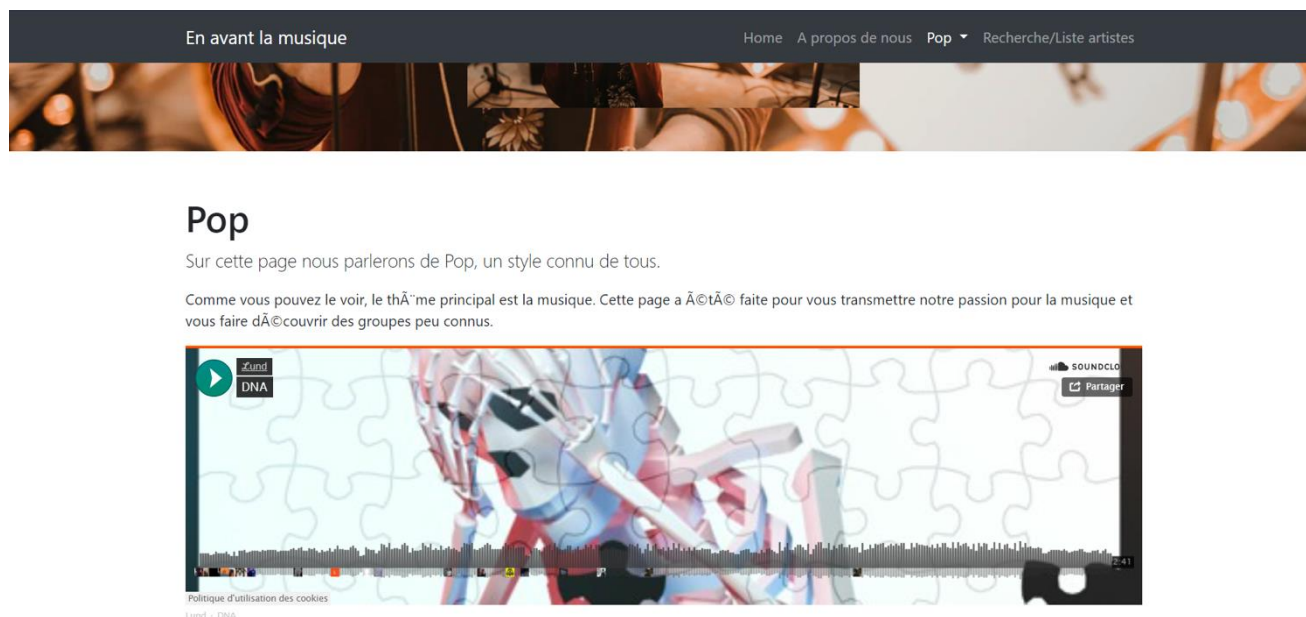 En avant la musique
Home A propos de nous Pop Recherche/Liste artistes
Pop
Sur cette page nous parlerons de Pop, un style connu de tous.
Comme vous pouvez le voir, le thÃ¨me principal est la musique. Cette page a Ã©tÃ© faite pour vous transmettre notre passion pour la musique et
vous faire dÃ©couvrir des groupes peu connus.
ℒund
SOUNDCLO
DNA
Partager
2:41
Politique d'utilisation des cookies
Lund · DNA